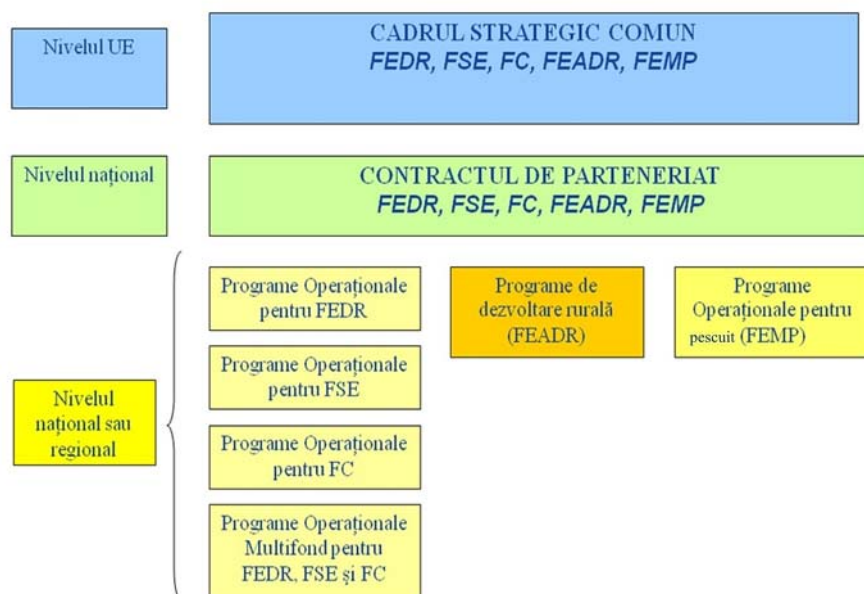 Nivelul UE
CADRUL STRATEGIC COMUN
FEDR, FSE, FC, FEADR, FEMP
Nivelul național
CONTRACTUL DE PARTENERIAT
FEDR, FSE, FC, FEADR, FEMP
Nivelul
național sau
regional
Programe Operaționale
pentru FEDR
Programe Operaționale
pentru FSE
Programe Operaționale
pentru FC
Programe Operaționale
Multifond pentru
FEDR, FSE și FC
Programe de
dezvoltare rurală
(FEADR)
Programe
Operaționale pentru
pescuit (FEMP)